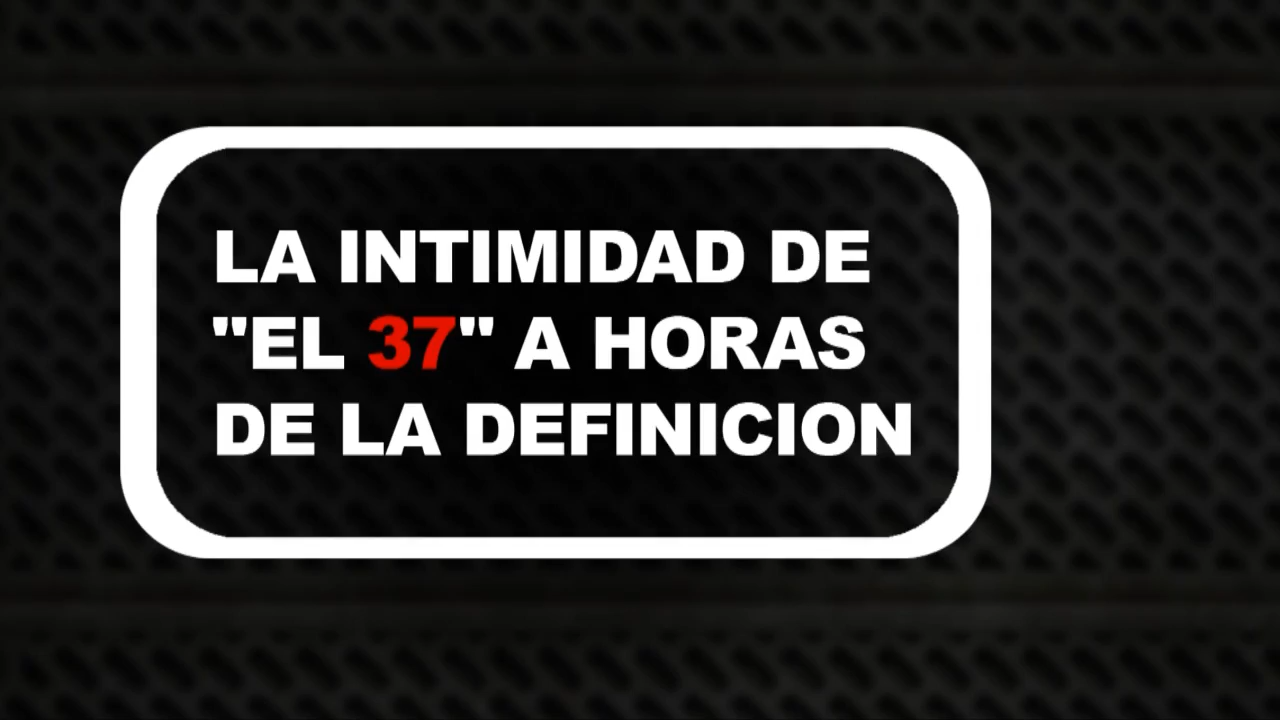 LA INTIMIDAD DE
"EL 37" A HORAS
DE LA DEFINICION